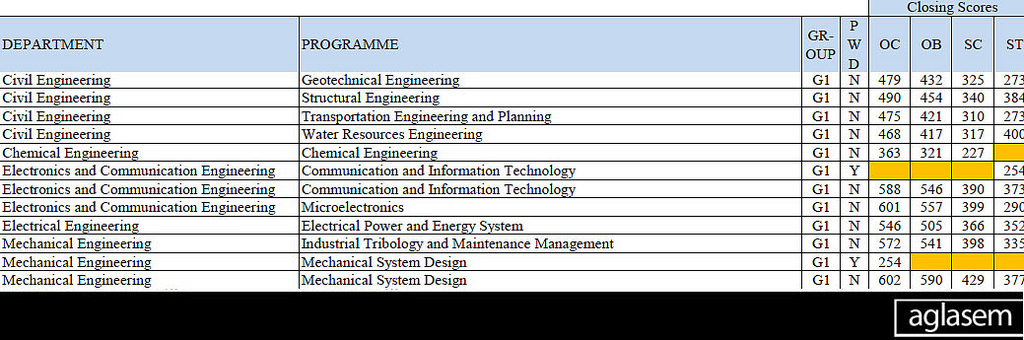 Closing Scores
DEPARTMENT PROGRAMME GR-OUP PWD OC OB SC ST
Civil Engineering Geotechnical Engineering G1 N 479 432 325 273
Civil Engineering Structural Engineering G1 N 490 454 340 384
Civil Engineering Transportation Engineering and Planning G1 N 475 421 310 273
Civil Engineering Water Resources Engineering G1 N 468 417 317 400
Chemical Engineering Chemical Engineering G1 N 363 321 227
Electronics and Communication Engineering Communication and Information Technology G1 Y 254
Electronics and Communication Engineering Communication and Information Technology G1 N 588 546 390 373
Electronics and Communication Engineering Microelectronics G1 N 601 557 399 290
Electrical Engineering Electrical Power and Energy System G1 N 546 505 366 352
Mechanical Engineering Industrial Tribology and Maintenance Management G1 N 572 541 398 335
Mechanical Engineering Mechanical System Design G1 Y 254
Mechanical Engineering Mechanical System Design G1 N 602 590 429 377
aglasem